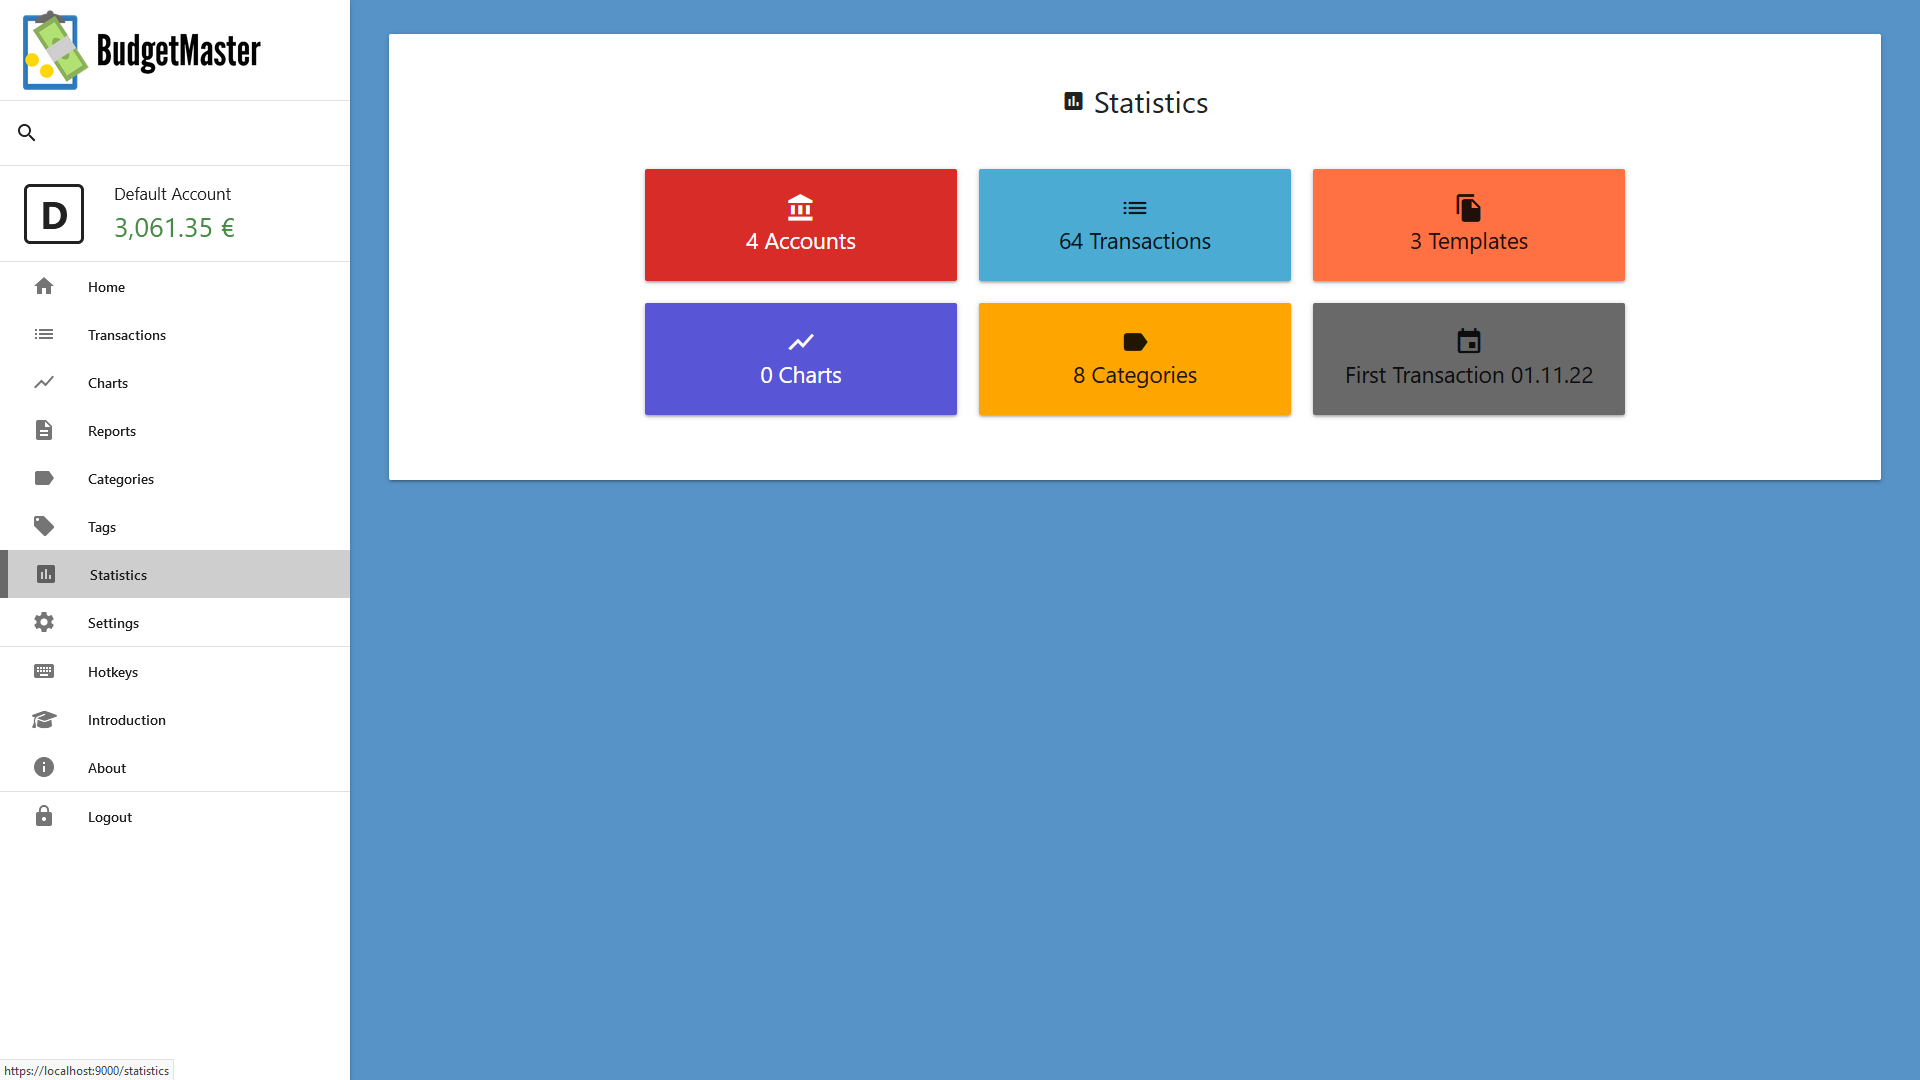 BudgetMaster
D
Default Account
3,061.35 €
Home
Transactions
Charts
Reports
Categories
Tags
Statistics
Settings
Hotkeys
Introduction
About
Logout
https://localhost:9000/statistics
Statistics
4 Accounts
64 Transactions
3 Templates
0 Charts
8 Categories
First Transaction 01.11.22